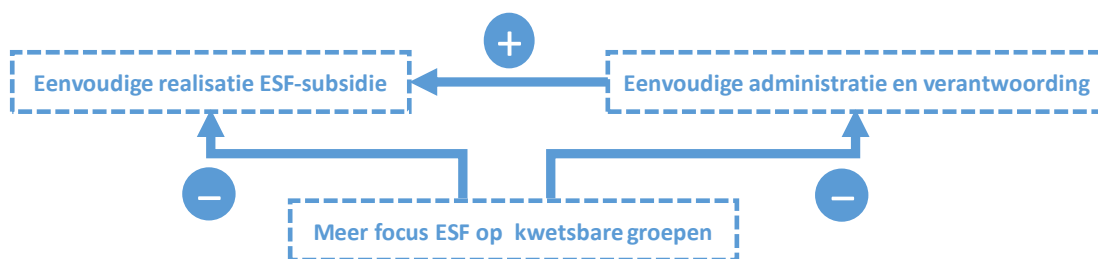 +
Eenvoudige realisatie ESF-subsidie
Eenvoudige administratie en verantwoording
–
–
Meer focus ESF op kwetsbare groepen